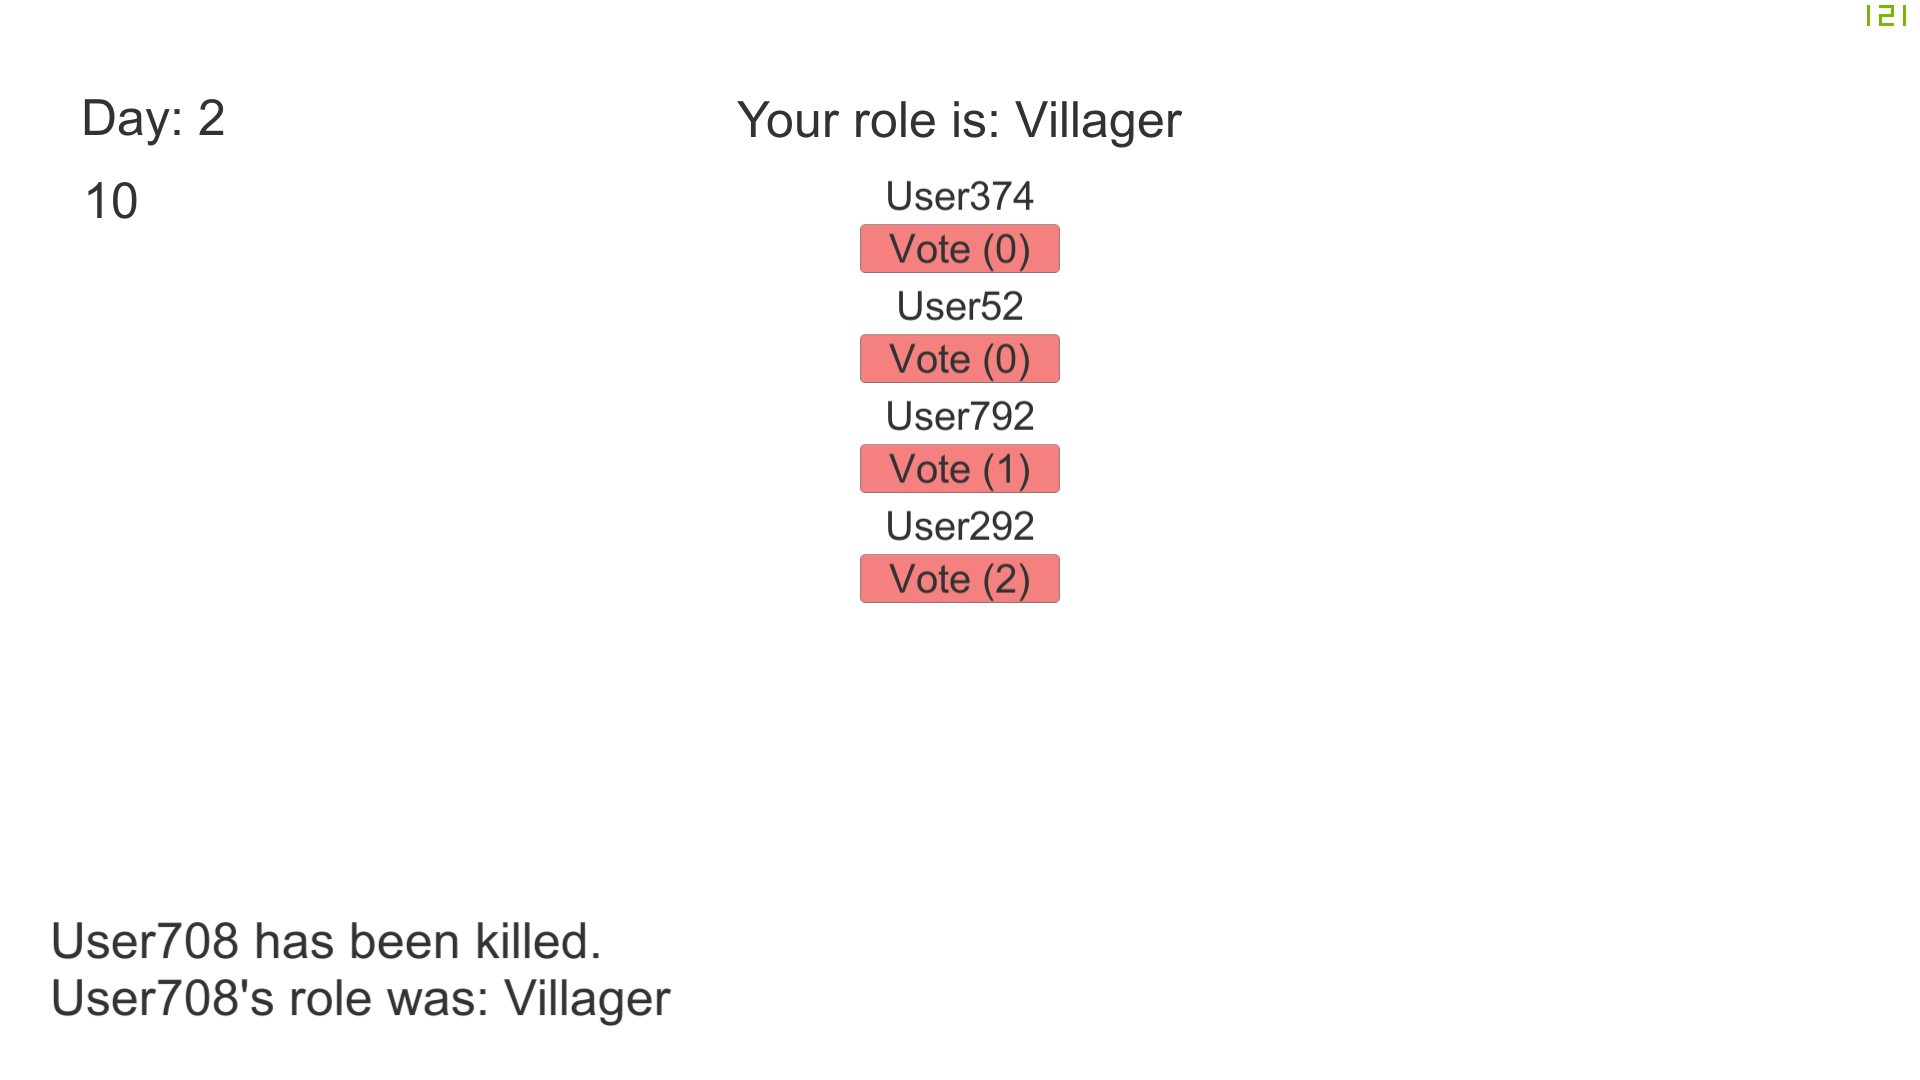 121
Day: 2
Your role is: Villager
10
User374
Vote (0)
User52
Vote (0)
User792
Vote (1)
User292
Vote (2)
User708 has been killed.
User708's role was: Villager